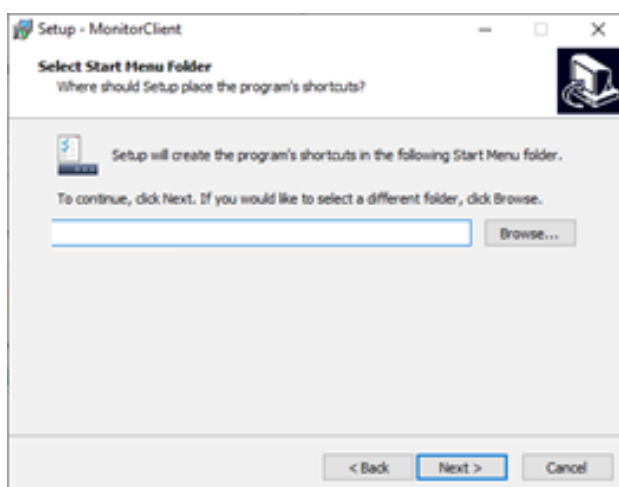 Setup - MonitorClient
Select Start Menu Folder
Where should Setup place the program's shortcuts?
Setup will create the program's shortcuts in the following Start Menu folder.
To continue, click Next. If you would like to select a different folder, click Browse.
Browse...
< Back Next > Cancel